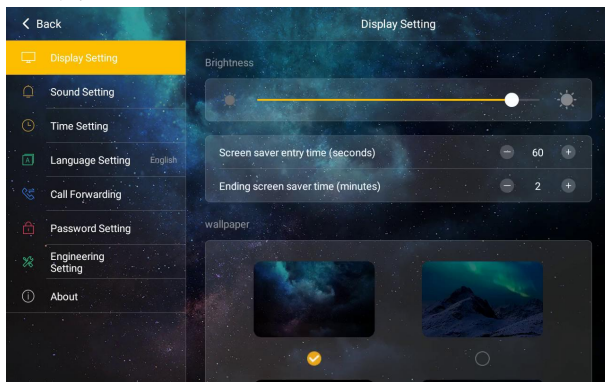 Back
Display Setting
Display Setting
Sound Setting
Time Setting
Language Setting English
Call Forwarding
Password Setting
Engineering
Setting
About
Brightness
Screen saver entry time (seconds) − 60 +
Ending screen saver time (minutes) − 2 +
wallpaper